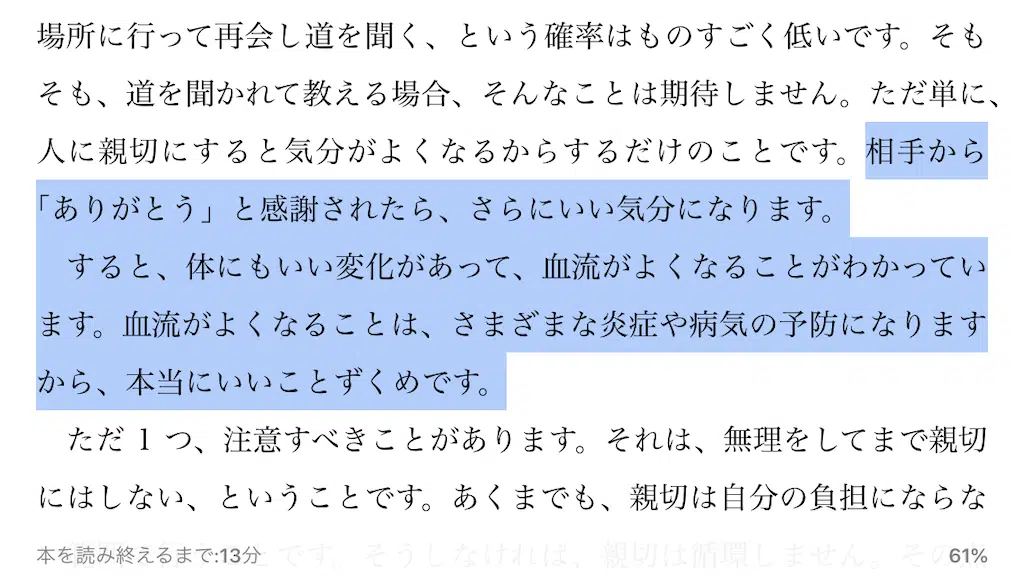 場所に行って再会し道を聞く、という確率はものすごく低いです。そも
そも、道を聞かれて教える場合、そんなことは期待しません。ただ単に、
人に親切にすると気分がよくなるからするだけのことです。相手から
「ありがとう」と感謝されたら、さらにいい気分になります。
すると、体にもいい変化があって、血流がよくなることがわかってい
ます。血流がよくなることは、さまざまな炎症や病気の予防になります
から、本当にいいことずくめです。
ただ1つ、注意すべきことがあります。それは、無理をしてまで親切
にはしない、ということです。あくまでも、親切は自分の負担にならな
です。そうしなければ、親切は循環しません。その
本を読み終えるまで:13分
61%